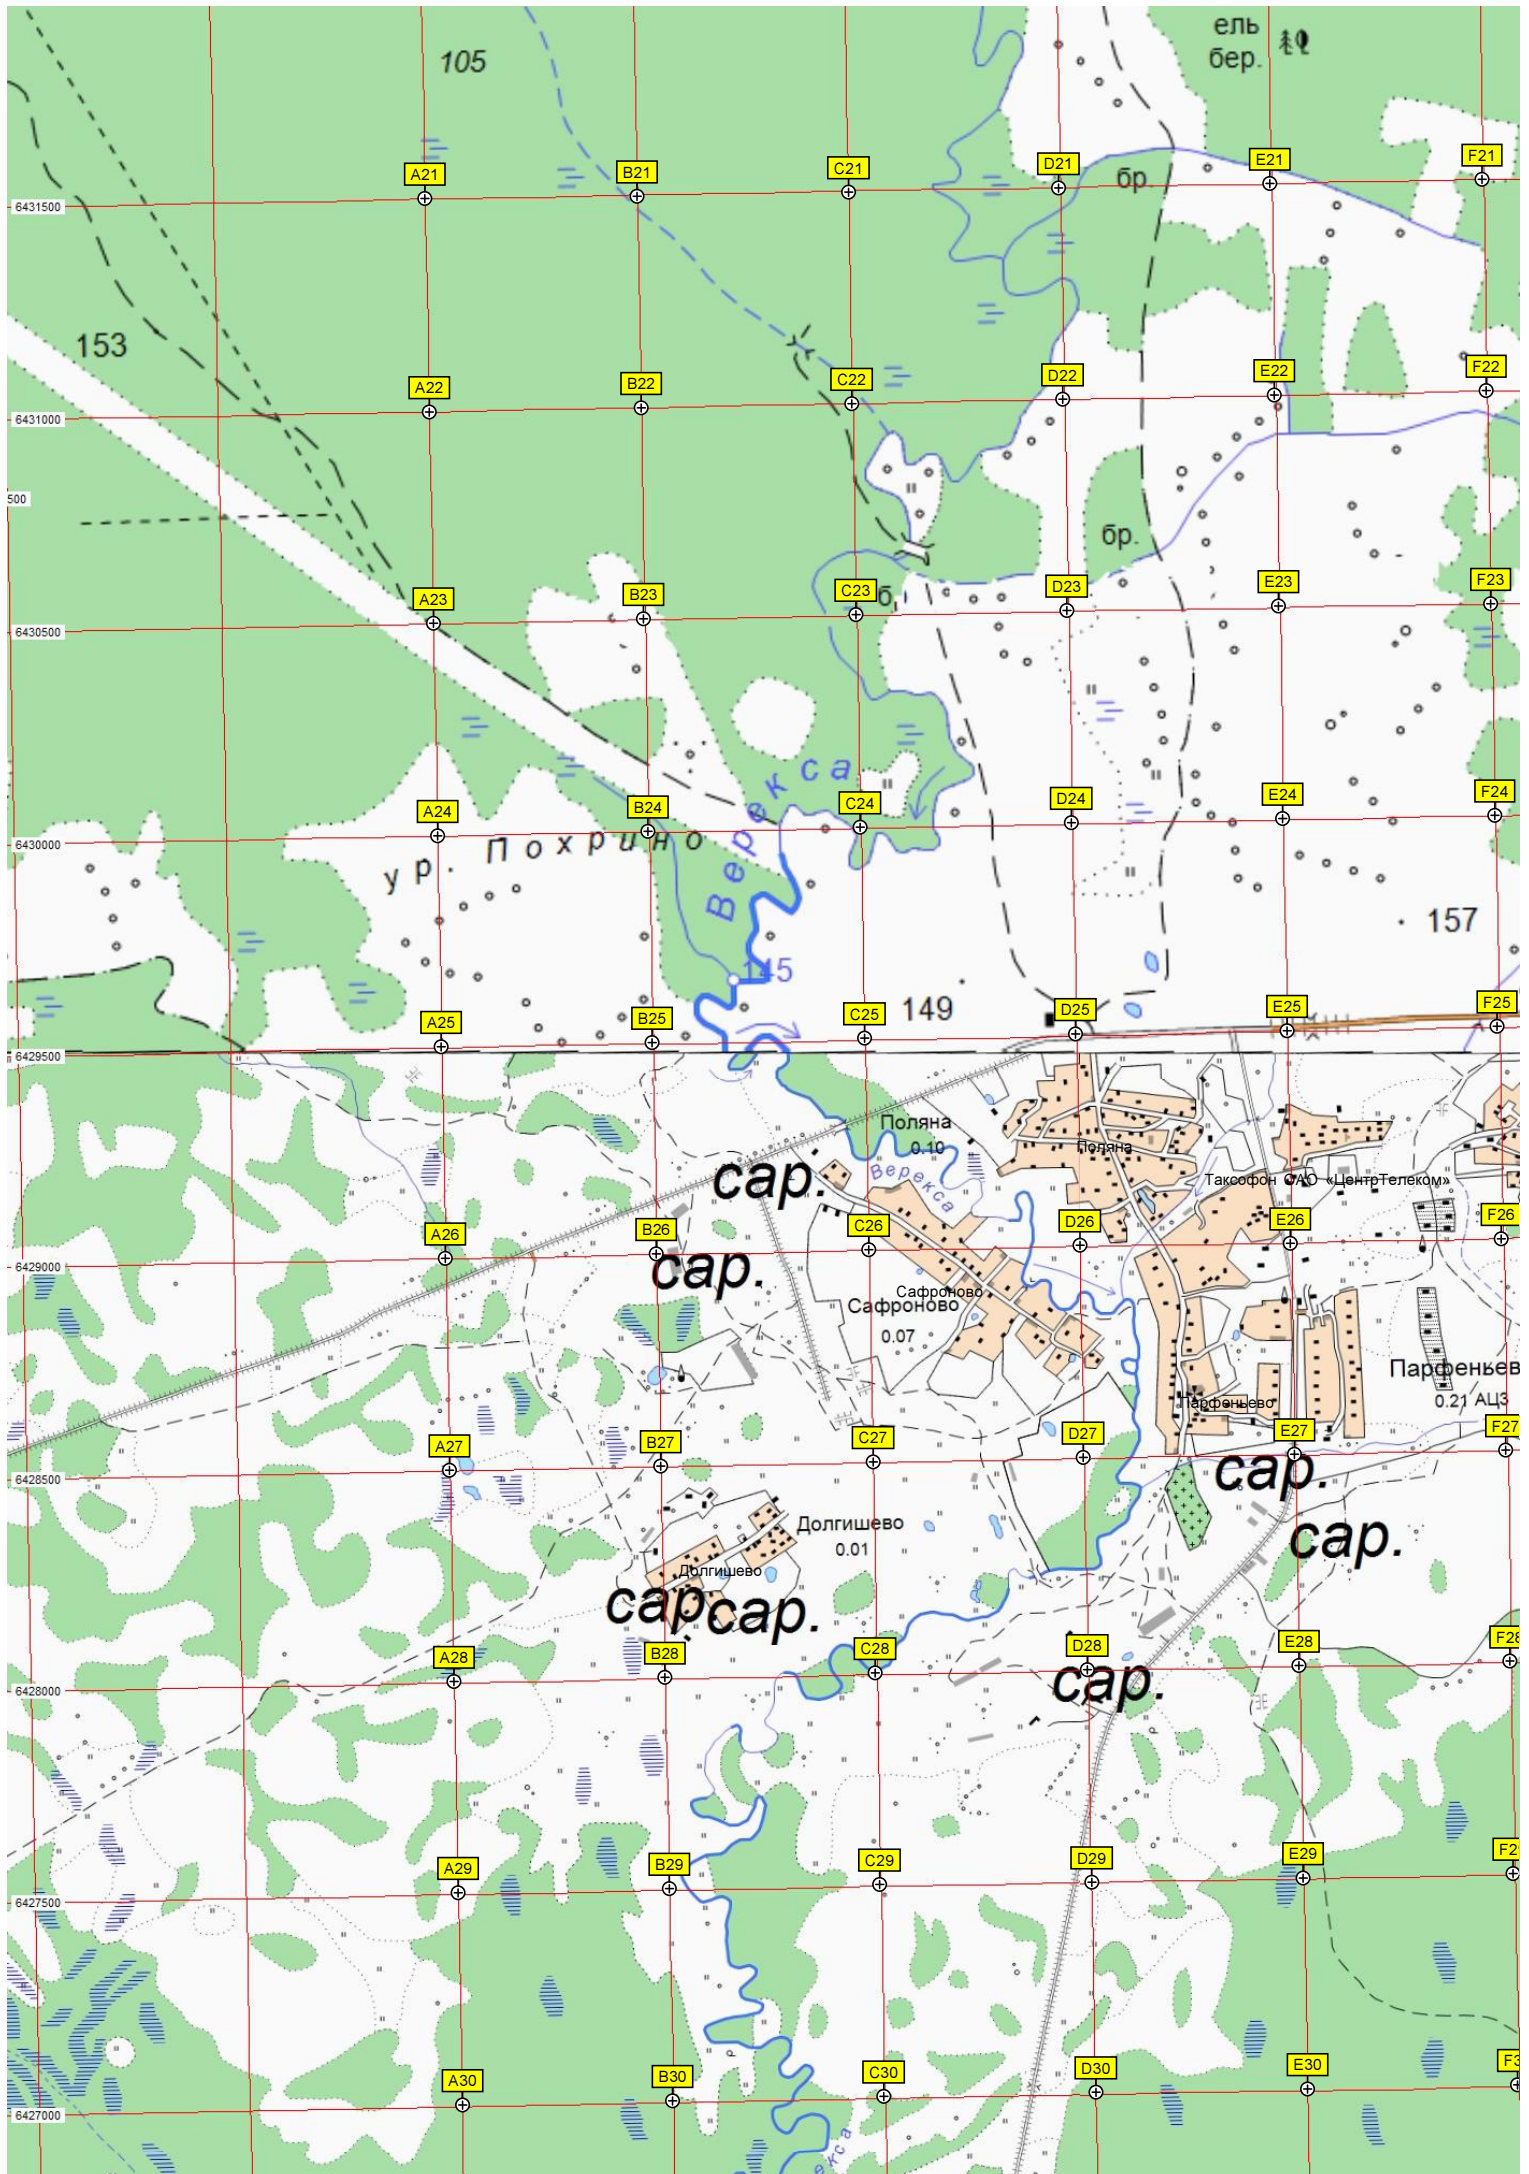 105
ель
бер.
A21
B21
C21
D21
E21
F21
бр.
6431500
153
A22
B22
C22
D22
E22
F22
6431000
500
бр.
A23
B23
C23
D23
E23
F23
б.
6430500
Верекса
A24
B24
C24
D24
E24
F24
6430000
ур. Похрино
157
145
149
A25
B25
C25
D25
E25
F25
6429500
Поляна
0.10
Поляна
Верекса
сар.
Таксофон ОАО «ЦентрТелеком»
A26
B26
C26
D26
E26
F26
6429000
сар.
Сафроново
Сафроново
0.07
Парфеньев
0.21 АЦЗ
Парфеньево
A27
B27
C27
D27
E27
F27
6428500
сар.
Долгишево
0.01
сар.
Долгишево
сар
сар.
A28
B28
C28
D28
E28
F28
6428000
сар.
A29
B29
C29
D29
E29
F2
6427500
A30
B30
C30
D30
E30
F3
6427000
екса